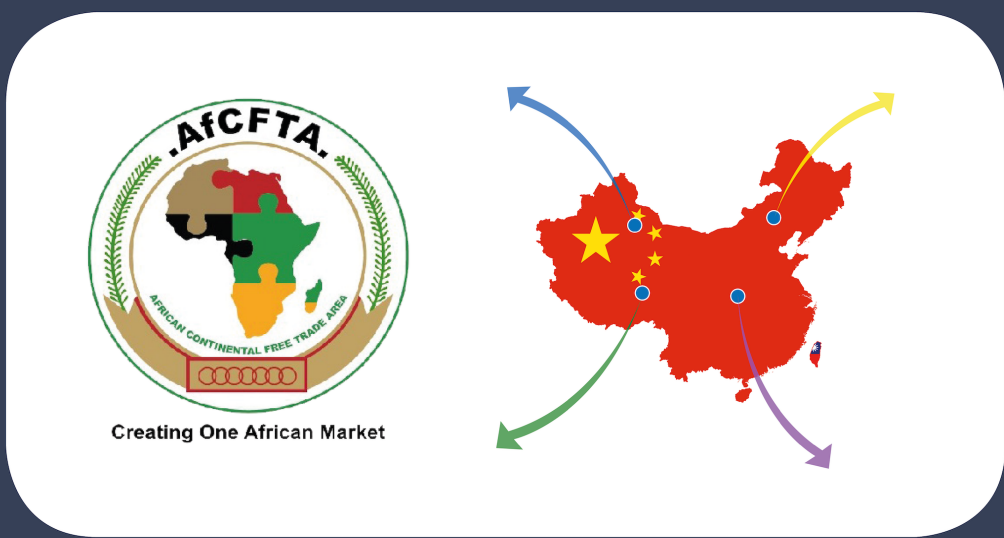 .AfCFTA.
AFRICAN CONTINENTAL FREE TRADE AREA
Creating One African Market